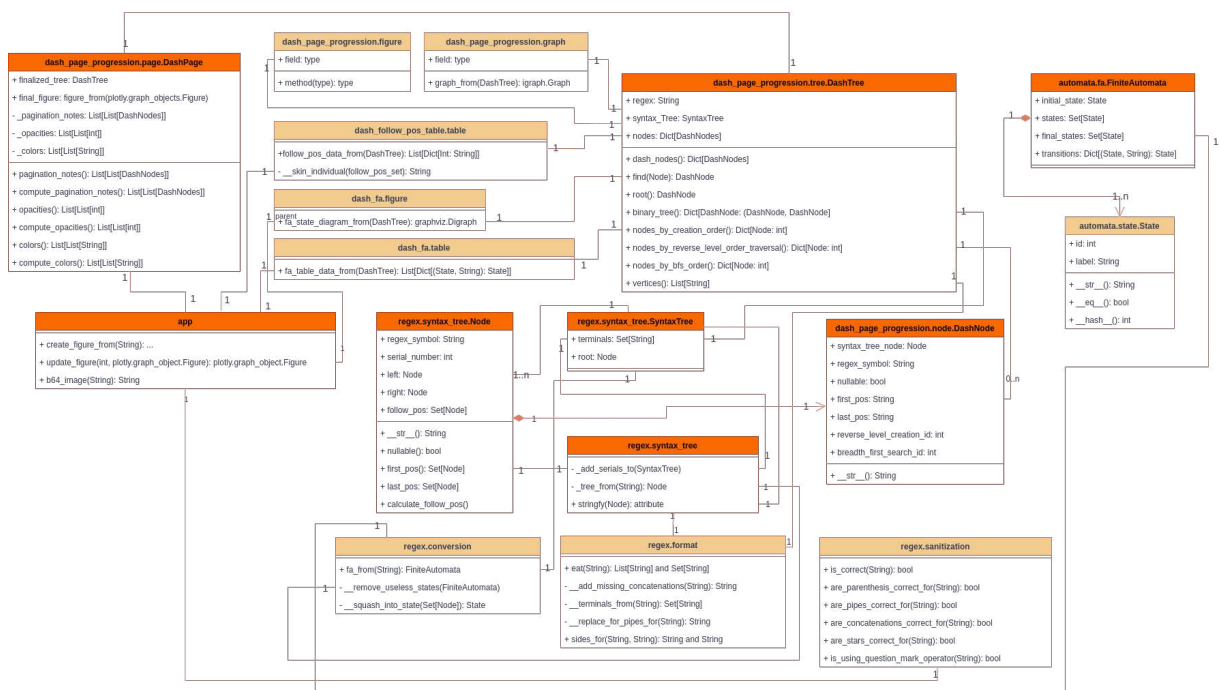 dash_page_progression.page.DashPage
+ finalized_tree: DashTree
+ final_figure: figure_from(plotly.graph_objects.Figure)
- _pagination_notes: List[List[DashNodes]]
- _opacities: List[List[int]]
- _colors: List[List[String]]
+ pagination_notes(): List[List[DashNodes]]
+ compute_pagination_notes(): List[List[DashNodes]]
+ opacities(): List[List[int]]
+ compute_opacities(): List[List[int]]
+ colors(): List[List[String]]
+ compute_colors(): List[List[String]]
dash_page_progression.figure
+ field: type
+ method(type): type
dash_page_progression.graph
+ field: type
+ graph_from(DashTree): igraph.Graph
dash_follow_pos_table.table
+follow_pos_data_from(DashTree): List[Dict[Int: String]]
- __skin_individual(follow_pos_set): String
dash_fa.figure
+ fa_state_diagram_from(DashTree): graphviz.Digraph
parent
dash_fa.table
+ fa_table_data_from(DashTree): List[Dict[(State, String): State]]
dash_page_progression.tree.DashTree
+ regex: String
+ syntax_Tree: SyntaxTree
+ nodes: Dict[DashNodes]
+ dash_nodes(): Dict[DashNodes]
+ find(Node): DashNode
+ root(): DashNode
+ binary_tree(): Dict[DashNode: (DashNode, DashNode]
+ nodes_by_creation_order(): Dict[Node: int]
+ nodes_by_reverse_level_order_traversal(): Dict[Node: int]
+ nodes_by_bfs_order(): Dict[Node: int]
+ vertices(): List[String]
automata.fa.FiniteAutomata
+ initial_state: State
+ states: Set[State]
+ final_states: Set[State]
+ transitions: Dict[(State, String): State]
1..n
automata.state.State
+ id: int
+ label: String
+ __str__(): String
+ __eq__(): bool
+ __hash__(): int
app
+ create_figure_from(String): ...
+ update_figure(int, plotly.graph_object.Figure): plotly.graph_object.Figure
+ b64_image(String): String
regex.syntax_tree.Node
+ regex_symbol: String
+ serial_number: int
+ left: Node
+ right: Node
+ follow_pos: Set[Node]
+ __str__(): String
+ nullable(): bool
+ first_pos(): Set[Node]
+ last_pos: Set[Node]
+ calculate_follow_pos()
1..n
regex.syntax_tree.SyntaxTree
+ terminals: Set[String]
+ root: Node
dash_page_progression.node.DashNode
+ syntax_tree_node: Node
+ regex_symbol: String
+ nullable: bool
+ first_pos: String
+ last_pos: String
+ reverse_level_creation_id: int
+ breadth_first_search_id: int
+ __str__(): String
0..n
regex.syntax_tree
- _add_serials_to(SyntaxTree)
- _tree_from(String): Node
+ stringfy(Node): attribute
regex.conversion
+ fa_from(String): FiniteAutomata
- __remove_useless_states(FiniteAutomata)
- __squash_into_state(Set[Node]): State
regex.format
+ eat(String): List[String] and Set[String]
- __add_missing_concatenations(String): String
- __terminals_from(String): Set[String]
- __replace_for_pipes_for(String): String
+ sides_for(String, String): String and String
regex.sanitization
+ is_correct(String): bool
+ are_parenthesis_correct_for(String): bool
+ are_pipes_correct_for(String): bool
+ are_concatenations_correct_for(String): bool
+ are_stars_correct_for(String): bool
+ is_using_question_mark_operator(String): bool